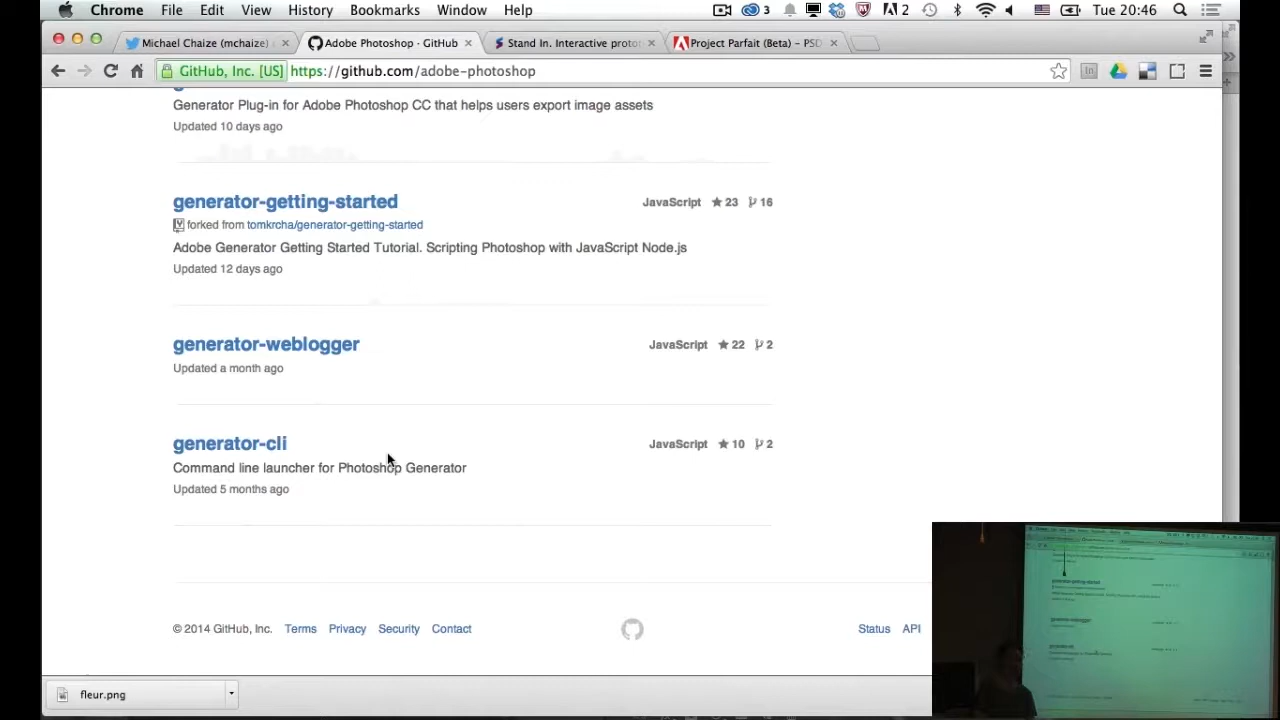 Chrome File Edit View History Bookmarks Window Help 3 2 Tue 20:46
Michael Chaize (mchaize) Adobe Photoshop · GitHub Stand In. Interactive proto Project Parfait (Beta) – PSD
GitHub, Inc. [US] https://github.com/adobe-photoshop
Generator Plug-in for Adobe Photoshop CC that helps users export image assets
Updated 10 days ago
generator-getting-started JavaScript 23 16
forked from tomkrcha/generator-getting-started
Adobe Generator Getting Started Tutorial. Scripting Photoshop with JavaScript Node.js
Updated 12 days ago
generator-weblogger JavaScript 22 2
Updated a month ago
generator-cli JavaScript 10 2
Command line launcher for Photoshop Generator
Updated 5 months ago
© 2014 GitHub, Inc. Terms Privacy Security Contact Status API
fleur.png